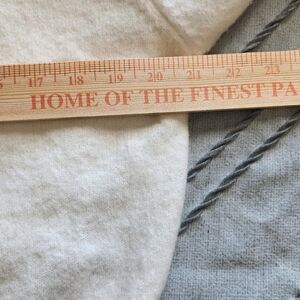 17 18 19 20 21 22 23
HOME OF THE FINEST PA